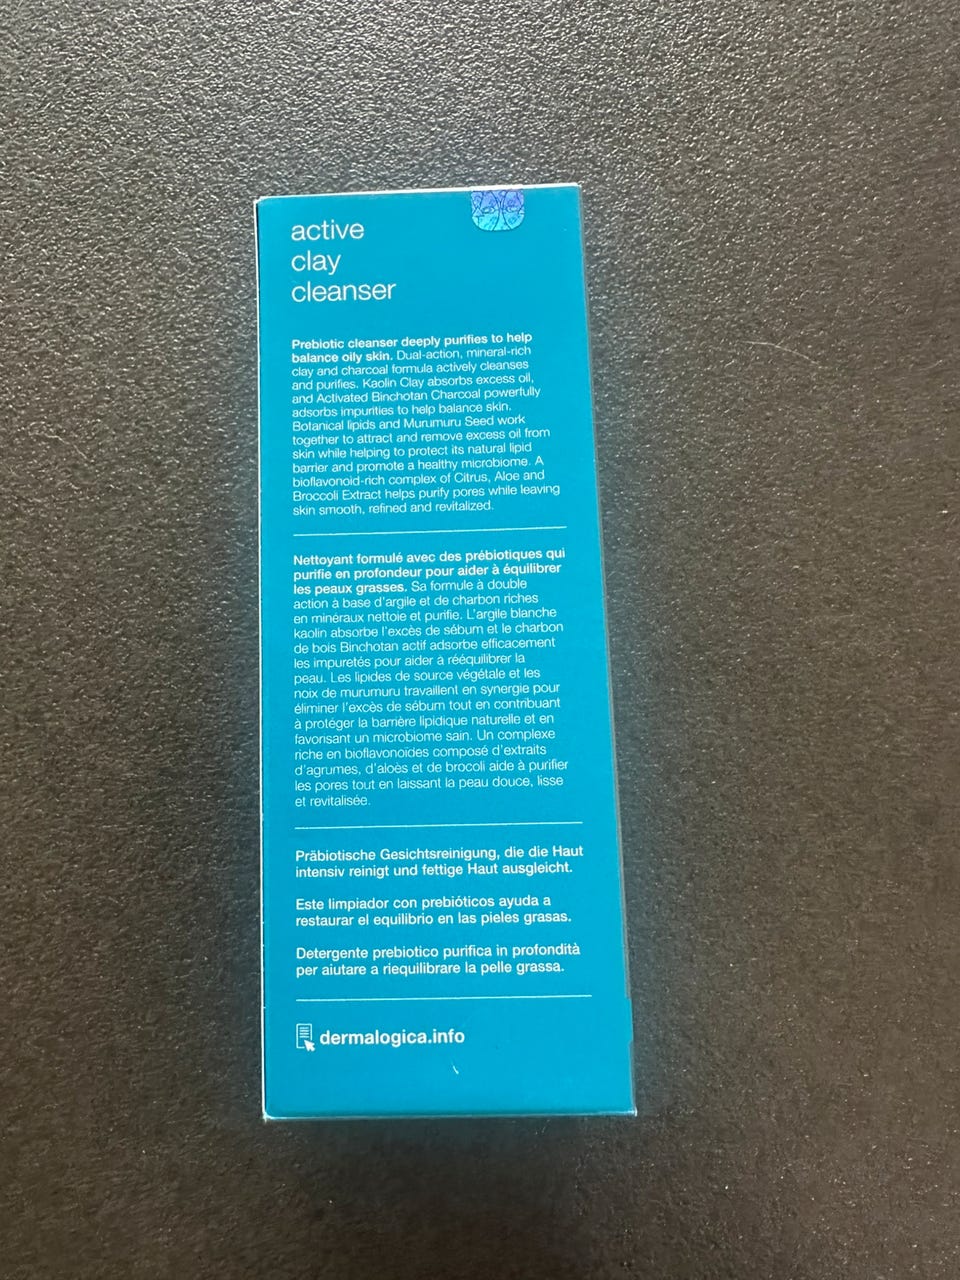 active
clay
cleanser
Prebiotic cleanser deeply purifies to help
balance oily skin. Dual-action, mineral-rich
clay and charcoal formula actively cleanses
and purifies. Kaolin Clay absorbs excess oil,
and Activated Binchotan Charcoal powerfully
adsorbs impurities to help balance skin.
Botanical lipids and Murumuru Seed work
together to attract and remove excess oil from
skin while helping to protect its natural lipid
barrier and promote a healthy microbiome. A
bioflavonoid-rich complex of Citrus, Aloe and
Broccoli Extract helps purify pores while leaving
skin smooth, refined and revitalized.
Nettoyant formulé avec des prébiotiques qui
purifie en profondeur pour aider à équilibrer
les peaux grasses. Sa formule à double
action à base d'argile et de charbon riches
en minéraux nettoie et purifie. L'argile blanche
kaolin absorbe l'excès de sébum et le charbon
de bois Binchotan actif adsorbe efficacement
les impuretés pour aider à rééquilibrer la
peau. Les lipides de source végétale et les
noix de murumuru travaillent en synergie pour
éliminer l'excès de sébum tout en contribuant
à protéger la barrière lipidique naturelle et en
favorisant un microbiome sain. Un complexe
riche en bioflavonoïdes composé d'extraits
d'agrumes, d'aloès et de brocoli aide à purifier
les pores tout en laissant la peau douce, lisse
et revitalisée.
Präbiotische Gesichtsreinigung, die die Haut
intensiv reinigt und fettige Haut ausgleicht.
Este limpiador con prebióticos ayuda a
restaurar el equilibrio en las pieles grasas.
Detergente prebiotico purifica in profondità
per aiutare a riequilibrare la pelle grassa.
dermalogica.info